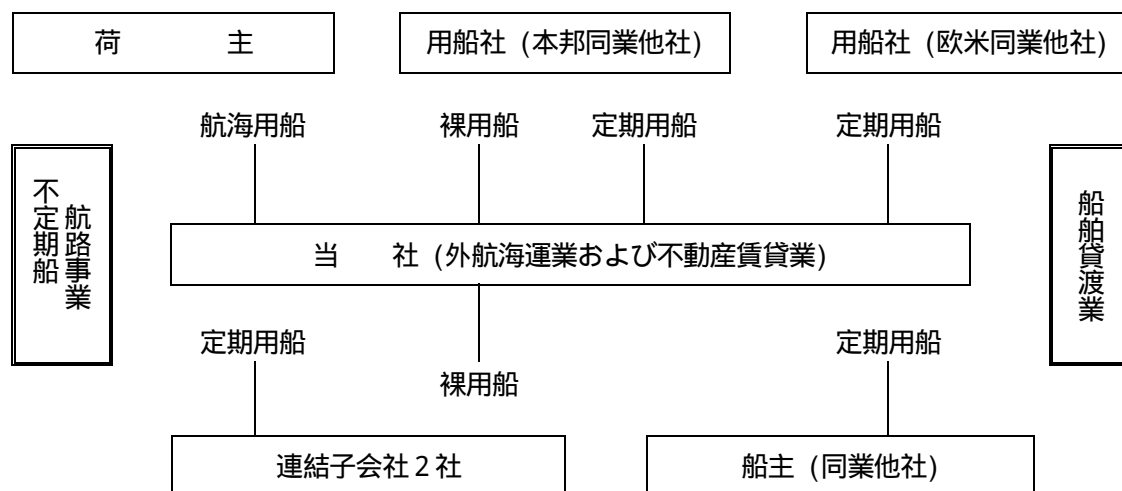 荷　　　主
用船社 (本邦同業他社)
用船社 (欧米同業他社)
航海用船
裸用船
定期用船
定期用船
不定期船
航路事業
船舶貸渡業
当　　社 (外航海運業および不動産賃貸業)
定期用船
裸用船
定期用船
連結子会社２社
船主 (同業他社)